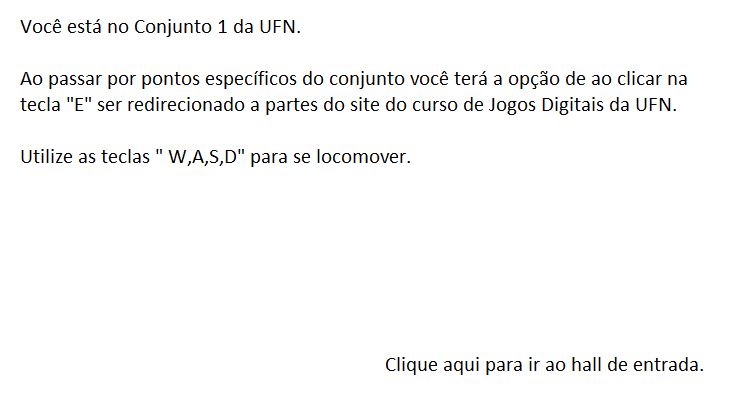 Você está no Conjunto 1 da UFN.
Ao passar por pontos específicos do conjunto você terá a opção de ao clicar na
tecla "E" ser redirecionado a partes do site do curso de Jogos Digitais da UFN.
Utilize as teclas " W,A,S,D" para se locomover.
Clique aqui para ir ao hall de entrada.